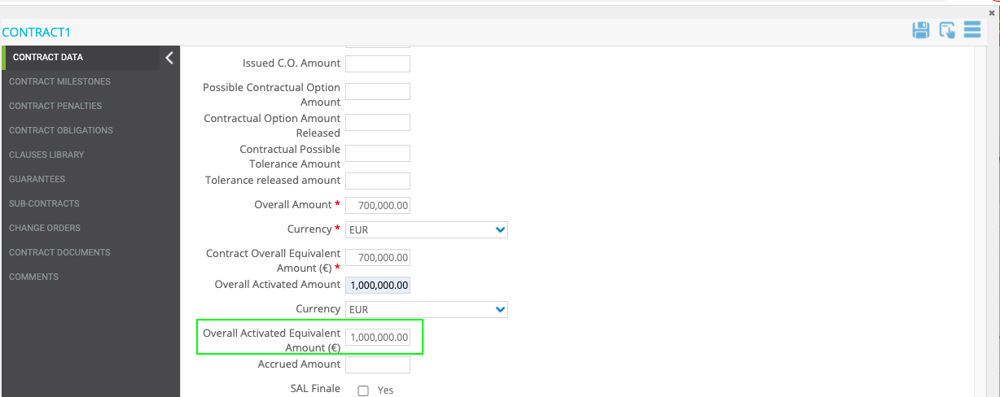 CONTRACT1
CONTRACT DATA
CONTRACT MILESTONES
CONTRACT PENALTIES
CONTRACT OBLIGATIONS
CLAUSES LIBRARY
GUARANTEES
SUB-CONTRACTS
CHANGE ORDERS
CONTRACT DOCUMENTS
COMMENTS
Issued C.O. Amount
Possible Contractual Option
Amount
Contractual Option Amount
Released
Contractual Possible
Tolerance Amount
Tolerance released amount
Overall Amount * 700,000.00
Currency * EUR
Contract Overall Equivalent
Amount (€) * 700,000.00
Overall Activated Amount 1,000,000.00
Currency EUR
Overall Activated Equivalent
Amount (€) 1,000,000.00
Accrued Amount
SAL Finale Yes